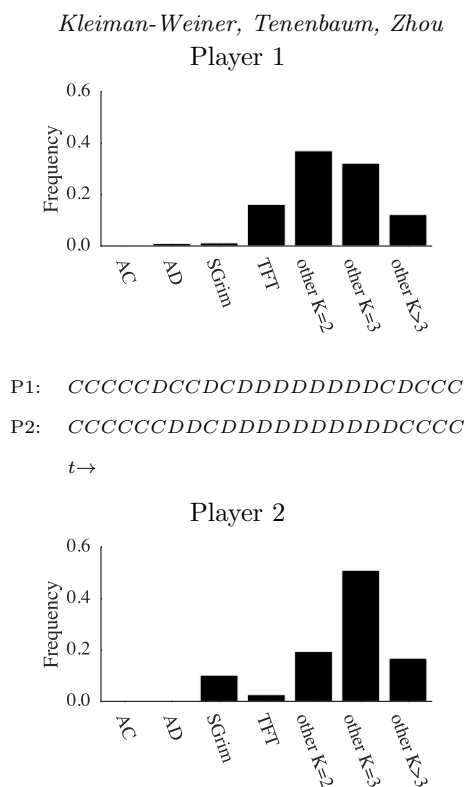 Kleiman-Weiner, Tenenbaum, Zhou
Player 1
Frequency
0.6
0.4
0.2
0.0
AC AD SGrim TFT other K=2 other K=3 other K>3
P1: CCCCCDCCDCDDDDDDDDCDCCC
P2: CCCCCCDDCDDDDDDDDDDCCCC
t→
Player 2
Frequency
0.6
0.4
0.2
0.0
AC AD SGrim TFT other K=2 other K=3 other K>3